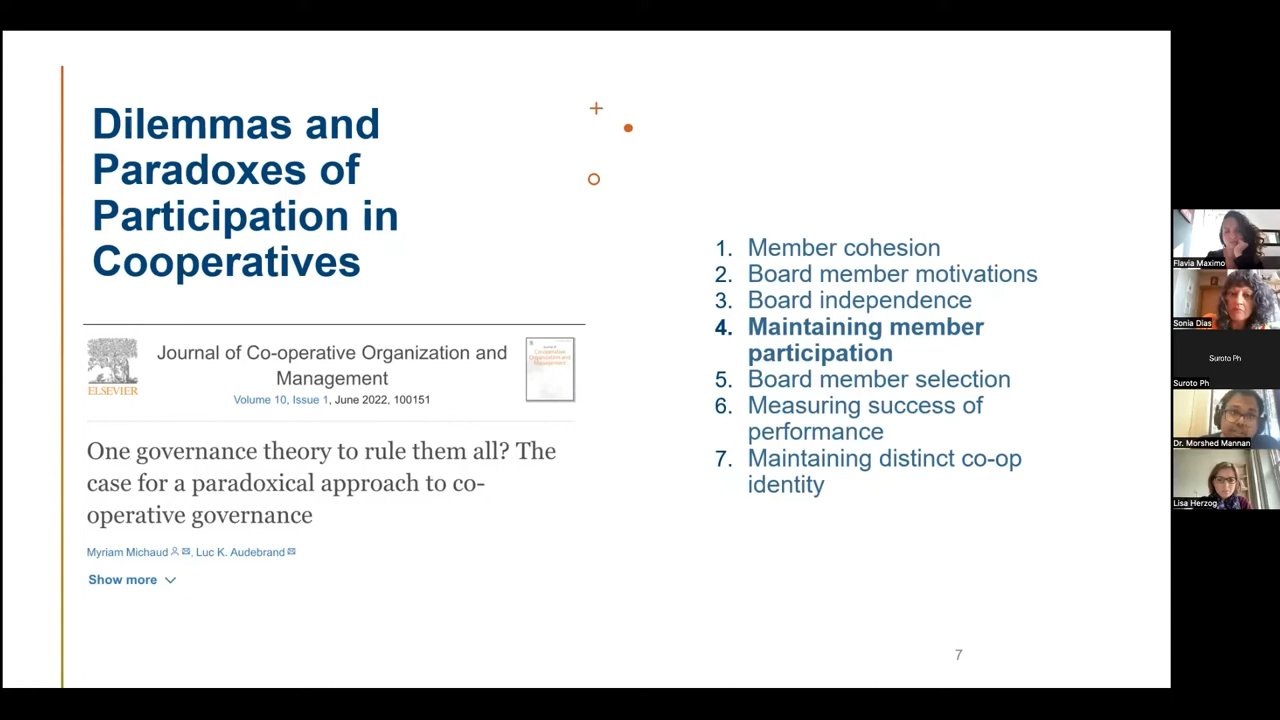 Dilemmas and
Paradoxes of
Participation in
Cooperatives
ELSEVIER
Journal of Co-operative Organization and
Management
Volume 10, Issue 1, June 2022, 100151
One governance theory to rule them all? The
case for a paradoxical approach to co-
operative governance
Myriam Michaud, Luc K. Audebrand
Show more
1. Member cohesion
2. Board member motivations
3. Board independence
4. Maintaining member
participation
5. Board member selection
6. Measuring success of
performance
7. Maintaining distinct co-op
identity
7
Flavia Maximo
Sonia Dias
Suroto Ph
Suroto Ph
Dr. Morshed Mannan
Lisa Herzog